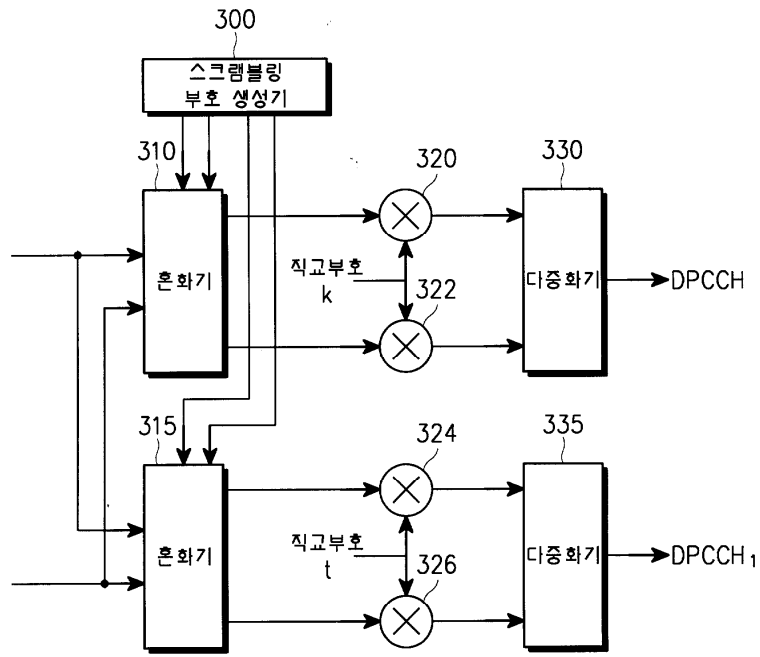 300
스크램블링
부호 생성기
310
320
330
혼화기
직교부호
k
322
다중화기
DPCCH
315
324
335
혼화기
직교부호
t
326
다중화기
DPCCH1